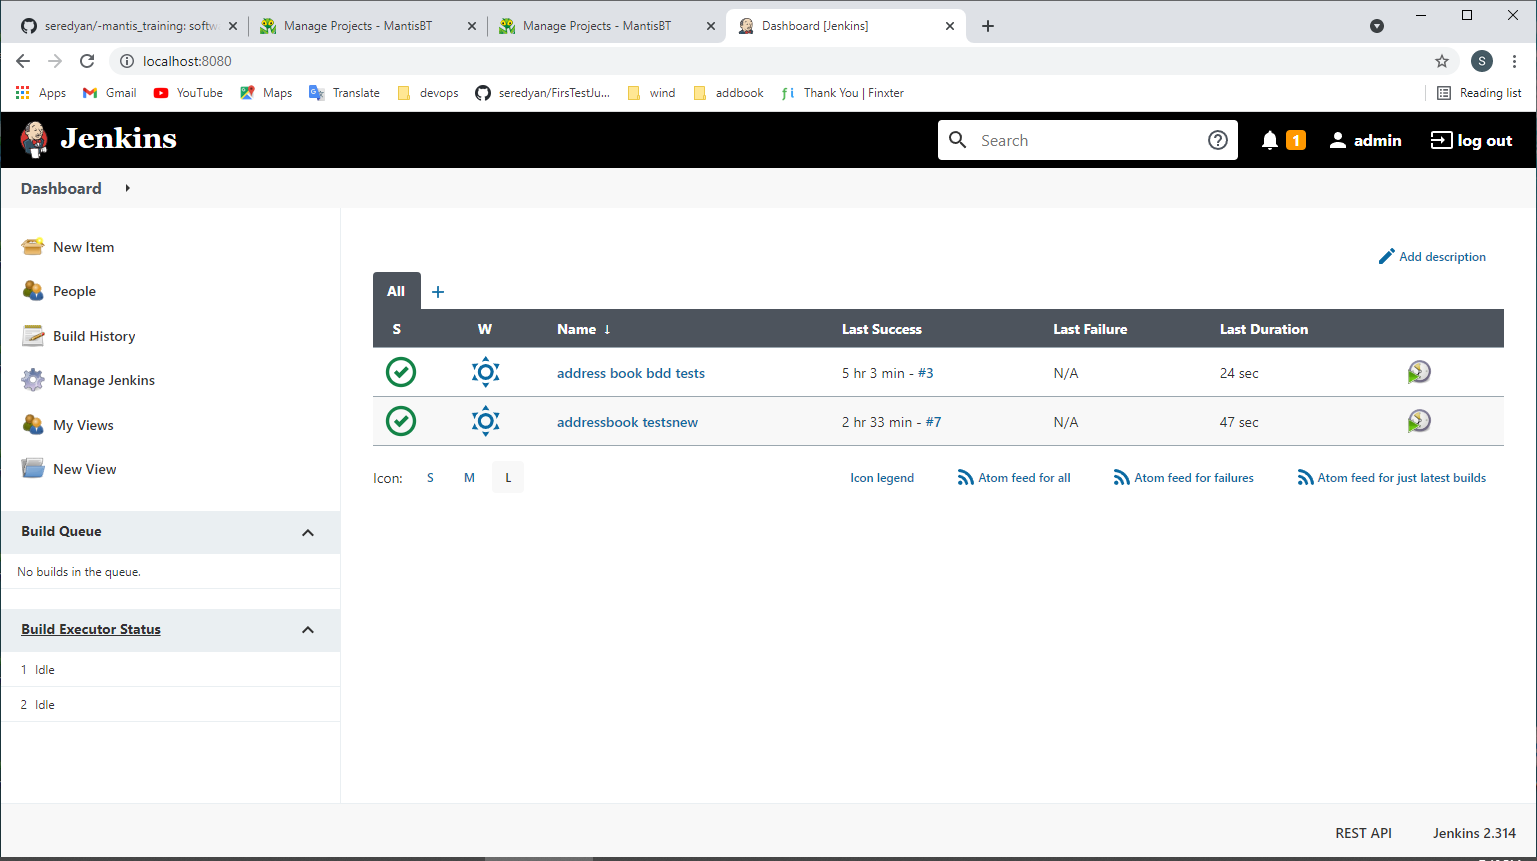 seredyan/-mantis_training: softw
Manage Projects - MantisBT
Manage Projects - MantisBT
Dashboard [Jenkins]
localhost:8080
S
Apps
Gmail
YouTube
Maps
Translate
devops
seredyan/FirsTestJu...
wind
addbook
fi Thank You | Finxter
Reading list
Jenkins
Search
1
admin
log out
Dashboard
New Item
People
Build History
Manage Jenkins
My Views
New View
Build Queue
No builds in the queue.
Build Executor Status
1 Idle
2 Idle
Add description
All +
S W Name ↓ Last Success Last Failure Last Duration
address book bdd tests 5 hr 3 min - #3 N/A 24 sec
addressbook testsnew 2 hr 33 min - #7 N/A 47 sec
Icon: S M L Icon legend Atom feed for all Atom feed for failures Atom feed for just latest builds
REST API Jenkins 2.314